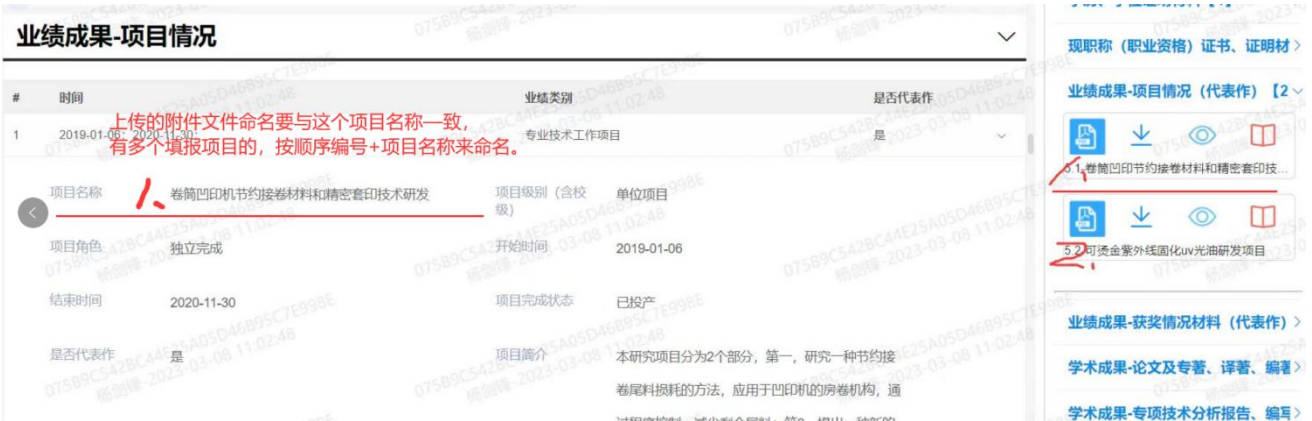 业绩成果-项目情况
# 时间 业绩类别 是否代表作
1 2019-01-06；2020-11-30； 专业技术工作项目 是
上传的附件文件命名要与这个项目名称一致，
有多个填报项目的，按顺序编号+项目名称来命名。
项目名称 1、 卷筒凹印机节约接卷材料和精密套印技术研发 项目级别（含校级） 单位项目
项目角色 独立完成 开始时间 2019-01-06
结束时间 2020-11-30 项目完成状态 已投产
是否代表作 是 项目简介 本研究项目分为2个部分，第一，研究一种节约接
卷尾料损耗的方法，应用于凹印机的房卷机构，通
现职称（职业资格）证书、证明材
业绩成果-项目情况（代表作）【2
1、
5.1.卷筒凹印节约接卷材料和精密套印技...
2、
5.2可烫金紫外线固化uv光油研发项目
业绩成果-获奖情况材料（代表作）
学术成果-论文及专著、译著、编著
学术成果-专项技术分析报告、编写